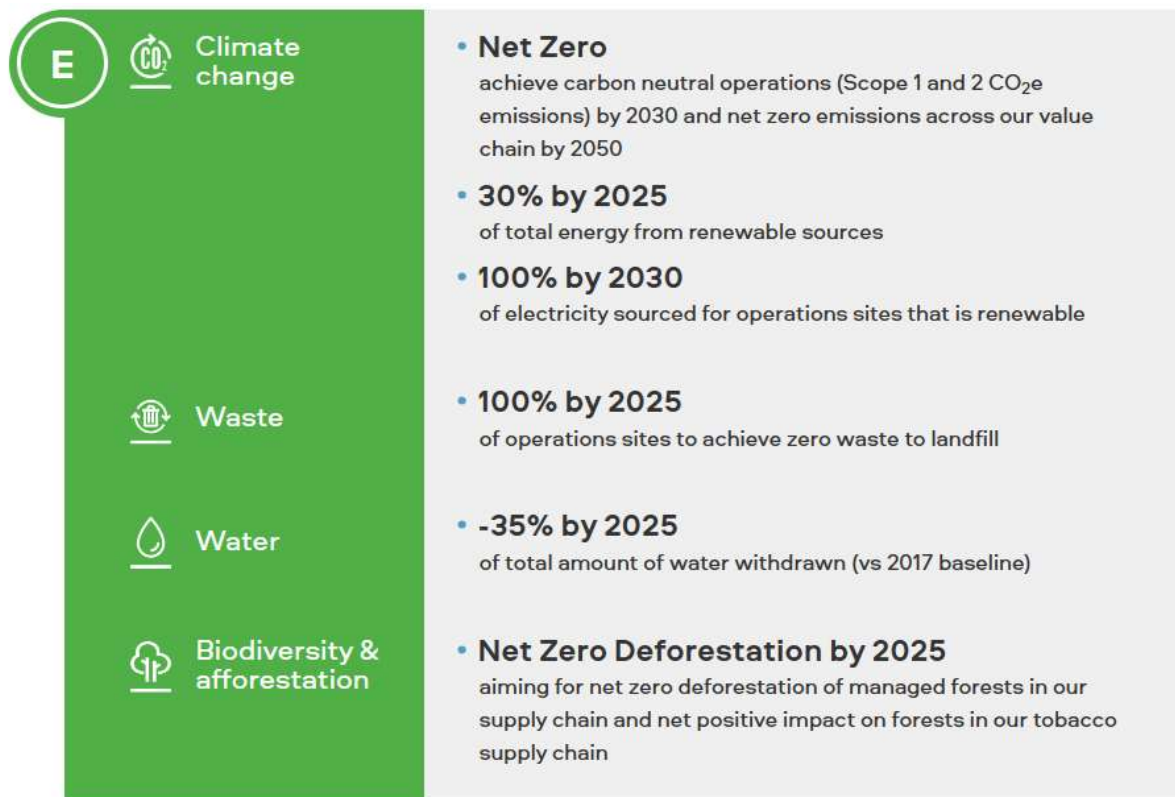 E
Climate
change
CO2
• Net Zero
achieve carbon neutral operations (Scope 1 and 2 CO₂e
emissions) by 2030 and net zero emissions across our value
chain by 2050
• 30% by 2025
of total energy from renewable sources
• 100% by 2030
of electricity sourced for operations sites that is renewable
Waste
• 100% by 2025
of operations sites to achieve zero waste to landfill
Water
• -35% by 2025
of total amount of water withdrawn (vs 2017 baseline)
Biodiversity &
afforestation
• Net Zero Deforestation by 2025
aiming for net zero deforestation of managed forests in our
supply chain and net positive impact on forests in our tobacco
supply chain